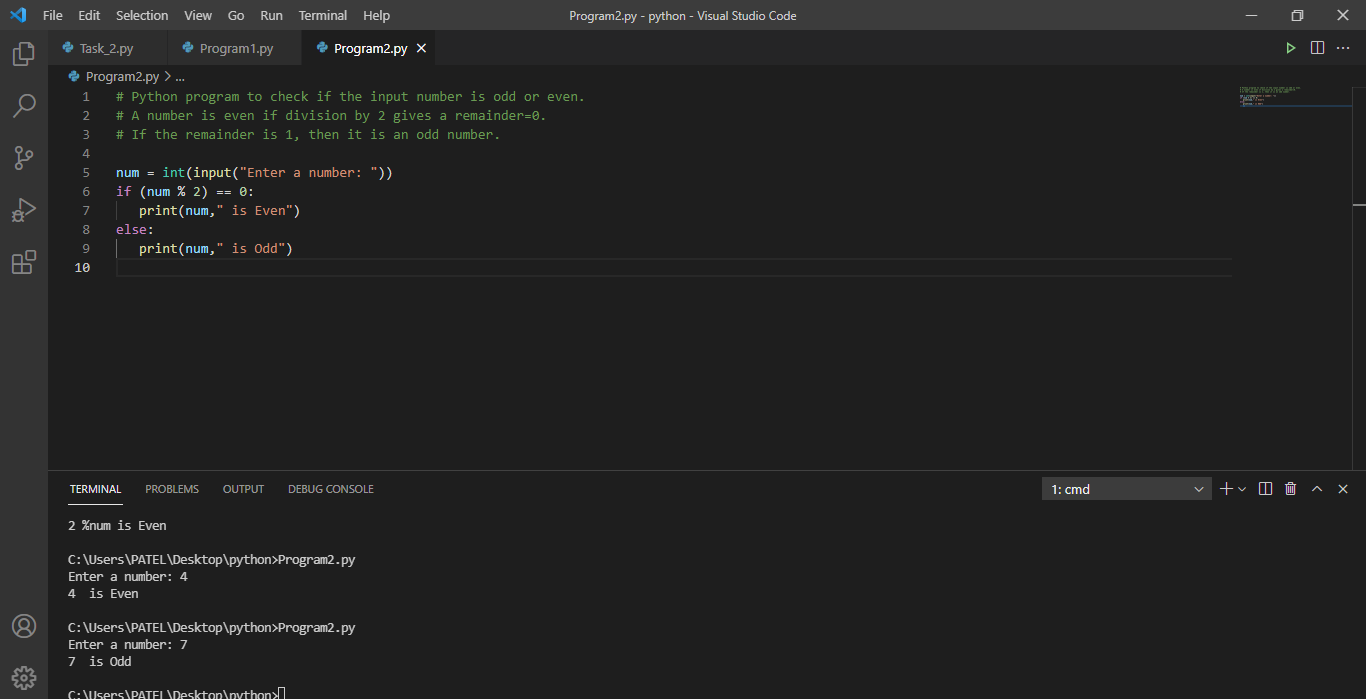 File Edit Selection View Go Run Terminal Help Program2.py - python - Visual Studio Code
Task_2.py Program1.py Program2.py
Program2.py > ...
1 # Python program to check if the input number is odd or even.
2 # A number is even if division by 2 gives a remainder=0.
3 # If the remainder is 1, then it is an odd number.
4
5 num = int(input("Enter a number: "))
6 if (num % 2) == 0:
7    print(num," is Even")
8 else:
9    print(num," is Odd")
10
TERMINAL PROBLEMS OUTPUT DEBUG CONSOLE 1: cmd
2 %num is Even
C:\Users\PATEL\Desktop\python>Program2.py
Enter a number: 4
4  is Even
C:\Users\PATEL\Desktop\python>Program2.py
Enter a number: 7
7  is Odd
C:\Users\PATEL\Desktop\python>